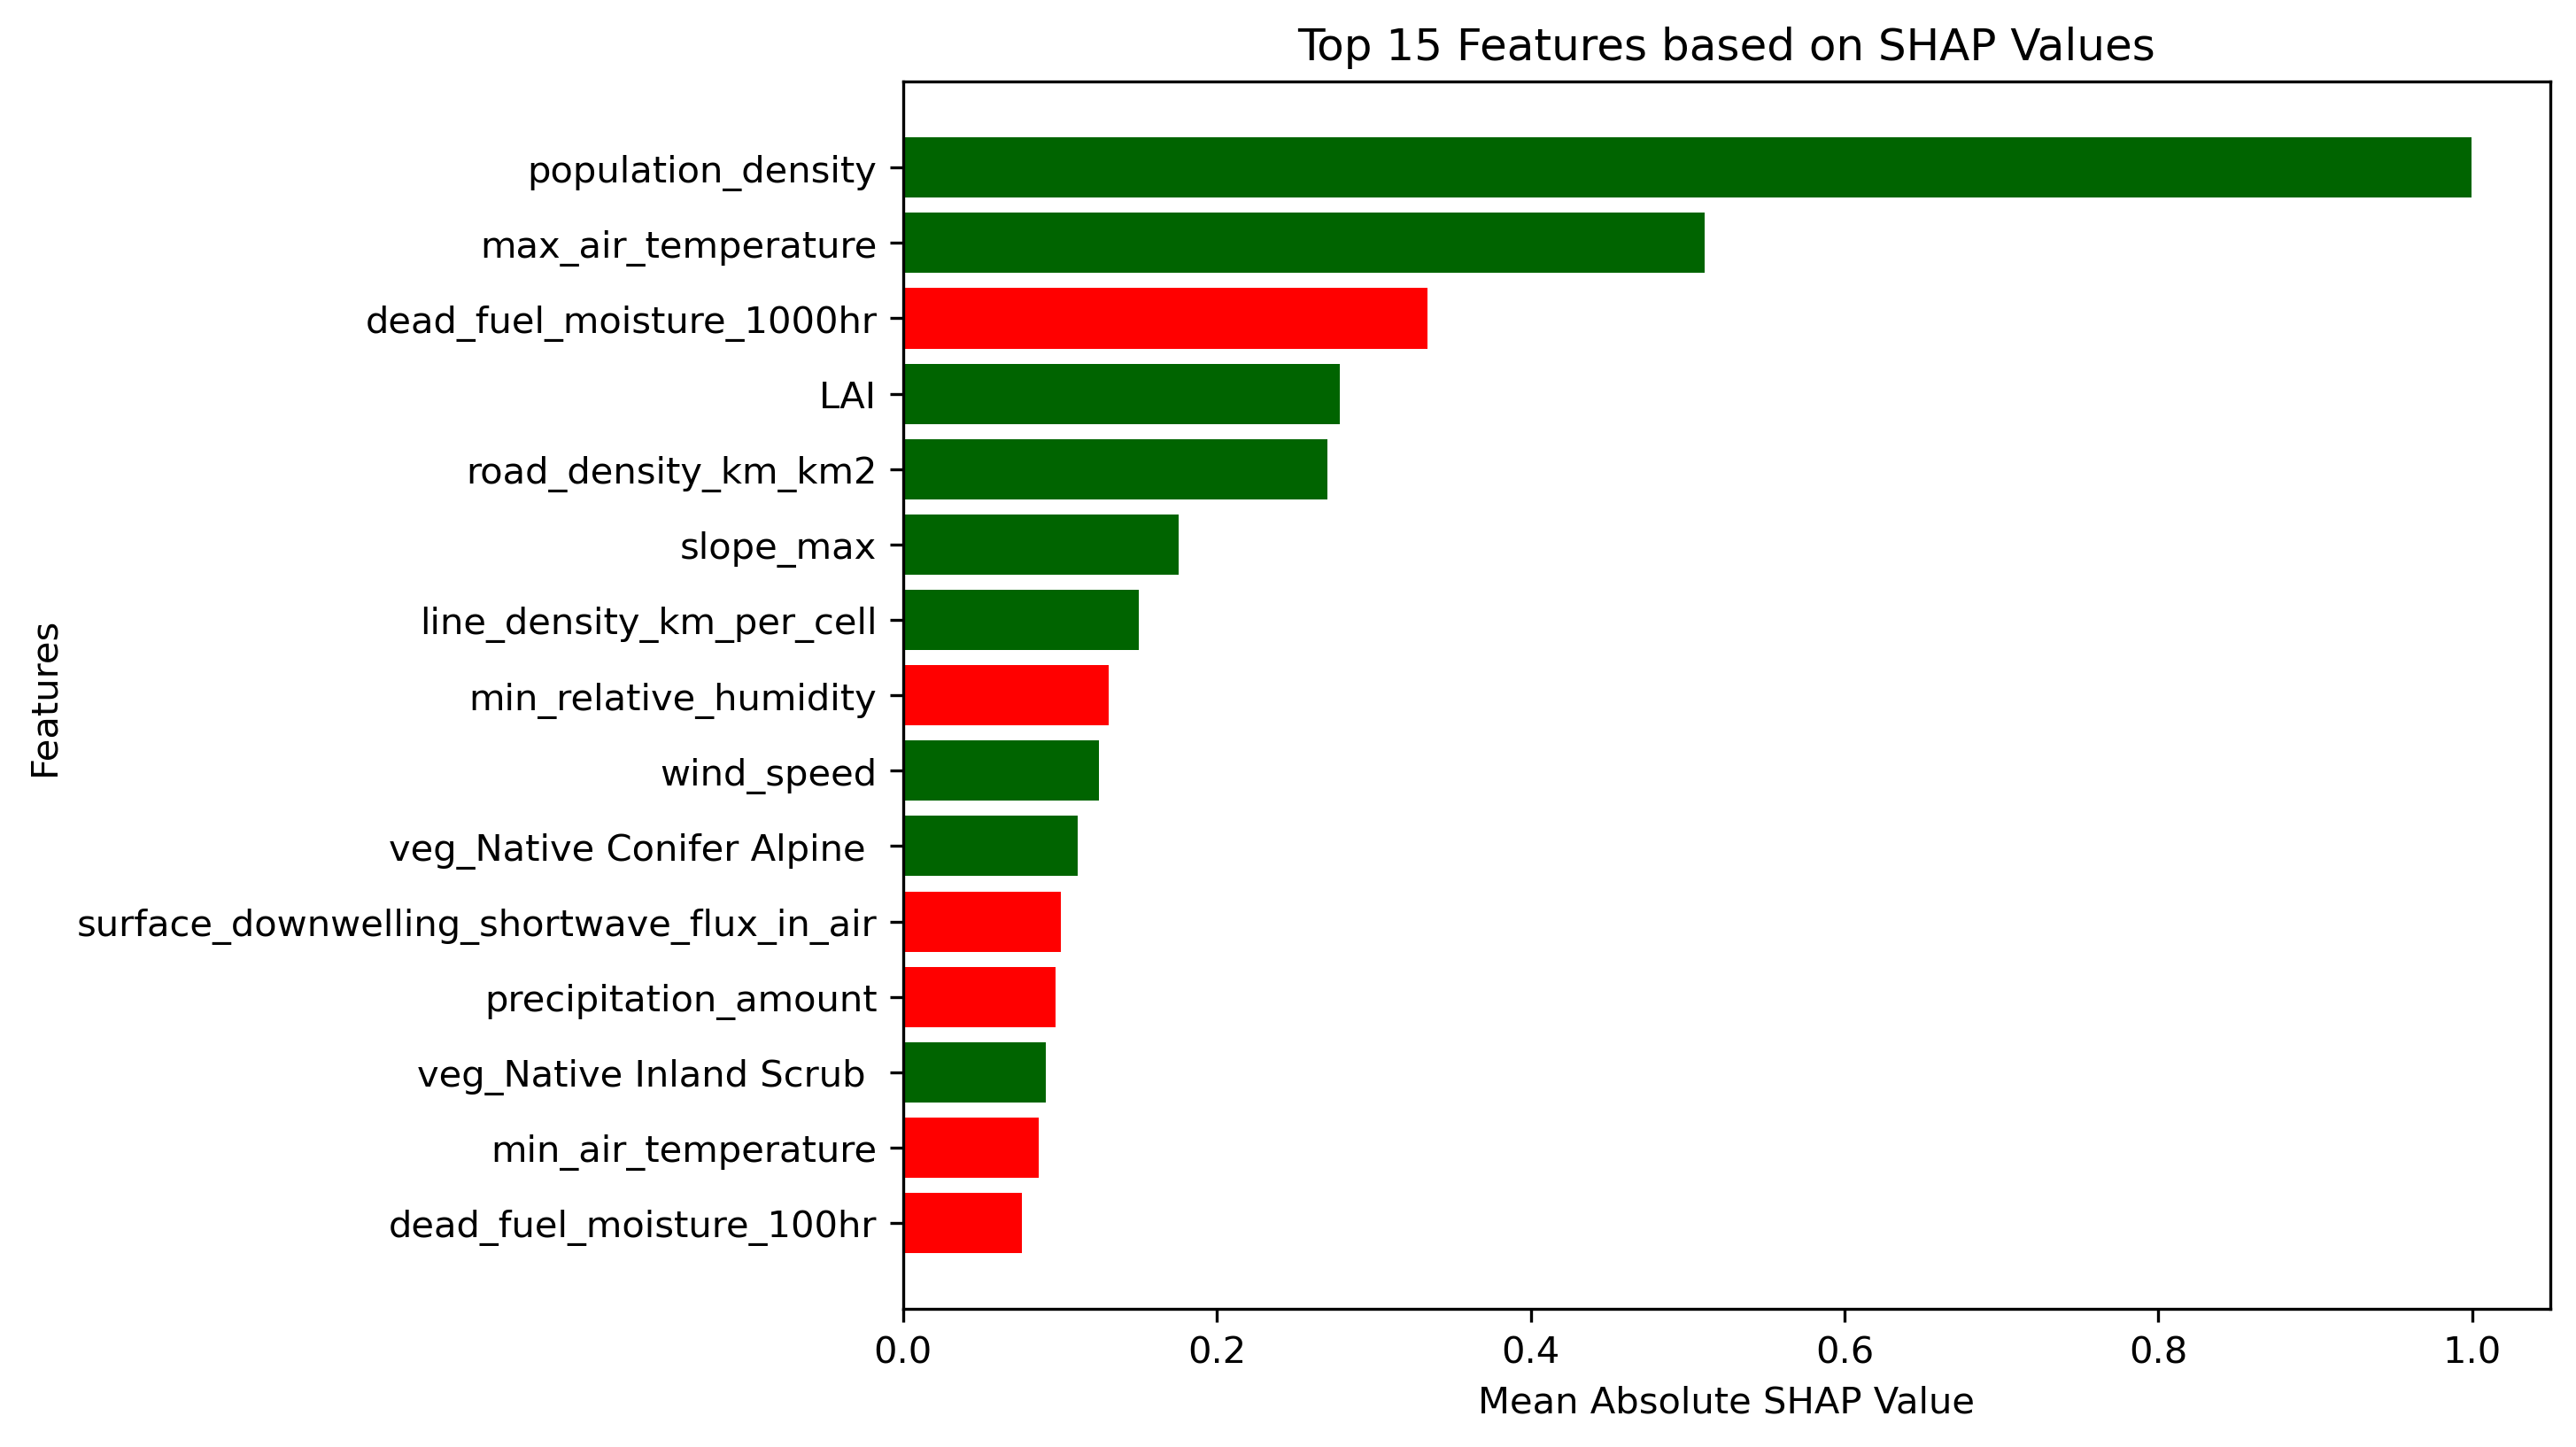 Top 15 Features based on SHAP Values
population_density
max_air_temperature
dead_fuel_moisture_1000hr
LAI
road_density_km_km2
slope_max
line_density_km_per_cell
min_relative_humidity
wind_speed
veg_Native Conifer Alpine
surface_downwelling_shortwave_flux_in_air
precipitation_amount
veg_Native Inland Scrub
min_air_temperature
dead_fuel_moisture_100hr
Features
0.0 0.2 0.4 0.6 0.8 1.0
Mean Absolute SHAP Value